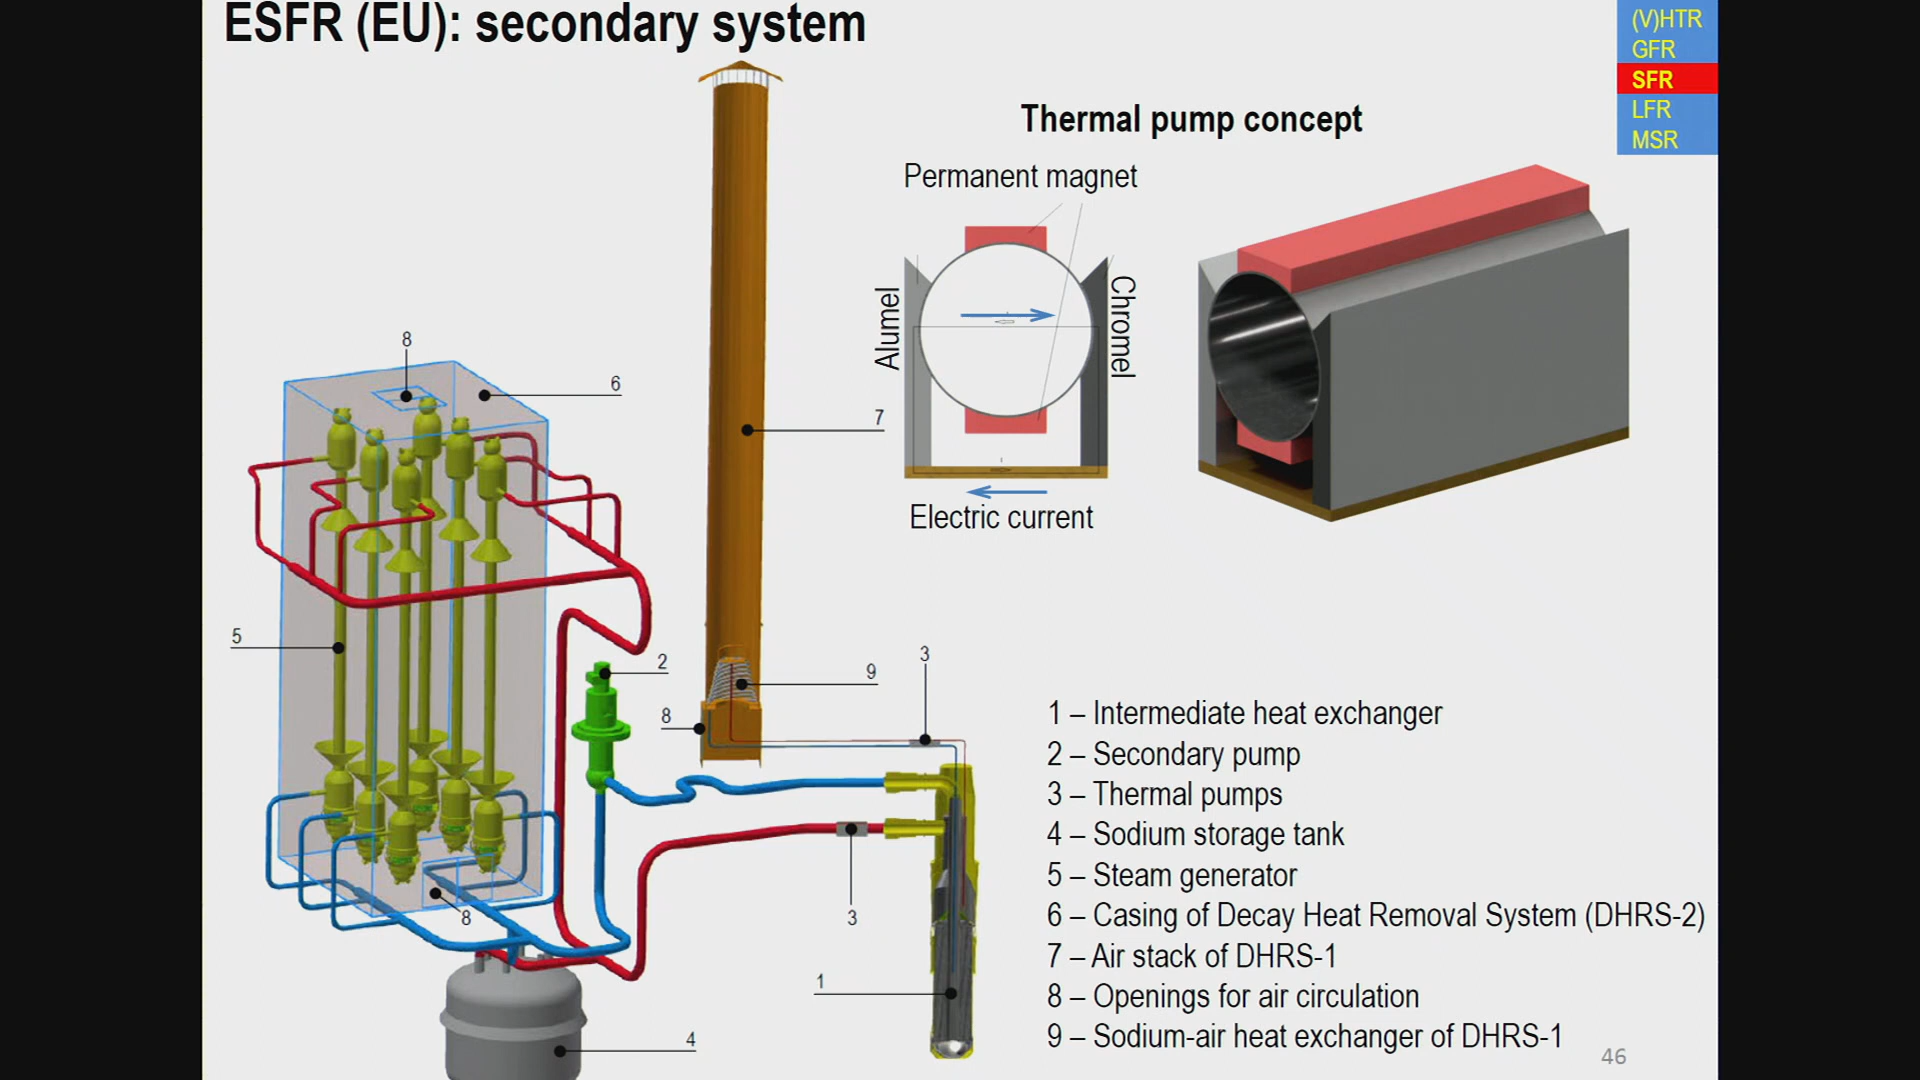 ESFR (EU): secondary system
(V)HTR
GFR
SFR
LFR
MSR
Thermal pump concept
Permanent magnet
Alumel
Chromel
Electric current
8
6
7
5
2
9
3
8
3
8
1
4
1 – Intermediate heat exchanger
2 – Secondary pump
3 – Thermal pumps
4 – Sodium storage tank
5 – Steam generator
6 – Casing of Decay Heat Removal System (DHRS-2)
7 – Air stack of DHRS-1
8 – Openings for air circulation
9 – Sodium-air heat exchanger of DHRS-1
46